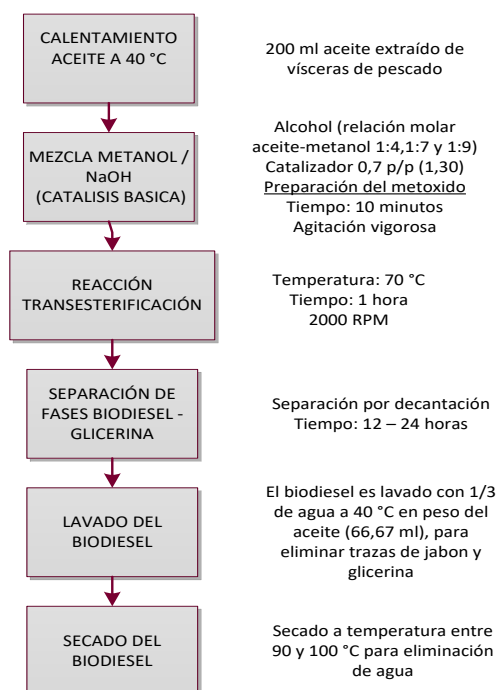 CALENTAMIENTO
ACEITE A 40 °C
200 ml aceite extraído de
vísceras de pescado
MEZCLA METANOL /
NaOH
(CATALISIS BASICA)
Alcohol (relación molar
aceite-metanol 1:4,1:7 y 1:9)
Catalizador 0,7 p/p (1,30)
Preparación del metoxido
Tiempo: 10 minutos
Agitación vigorosa
REACCIÓN
TRANSESTERIFICACIÓN
Temperatura: 70 °C
Tiempo: 1 hora
2000 RPM
SEPARACIÓN DE
FASES BIODIESEL -
GLICERINA
Separación por decantación
Tiempo: 12 – 24 horas
LAVADO DEL
BIODIESEL
El biodiesel es lavado con 1/3
de agua a 40 °C en peso del
aceite (66,67 ml), para
eliminar trazas de jabon y
glicerina
SECADO DEL
BIODIESEL
Secado a temperatura entre
90 y 100 °C para eliminación
de agua